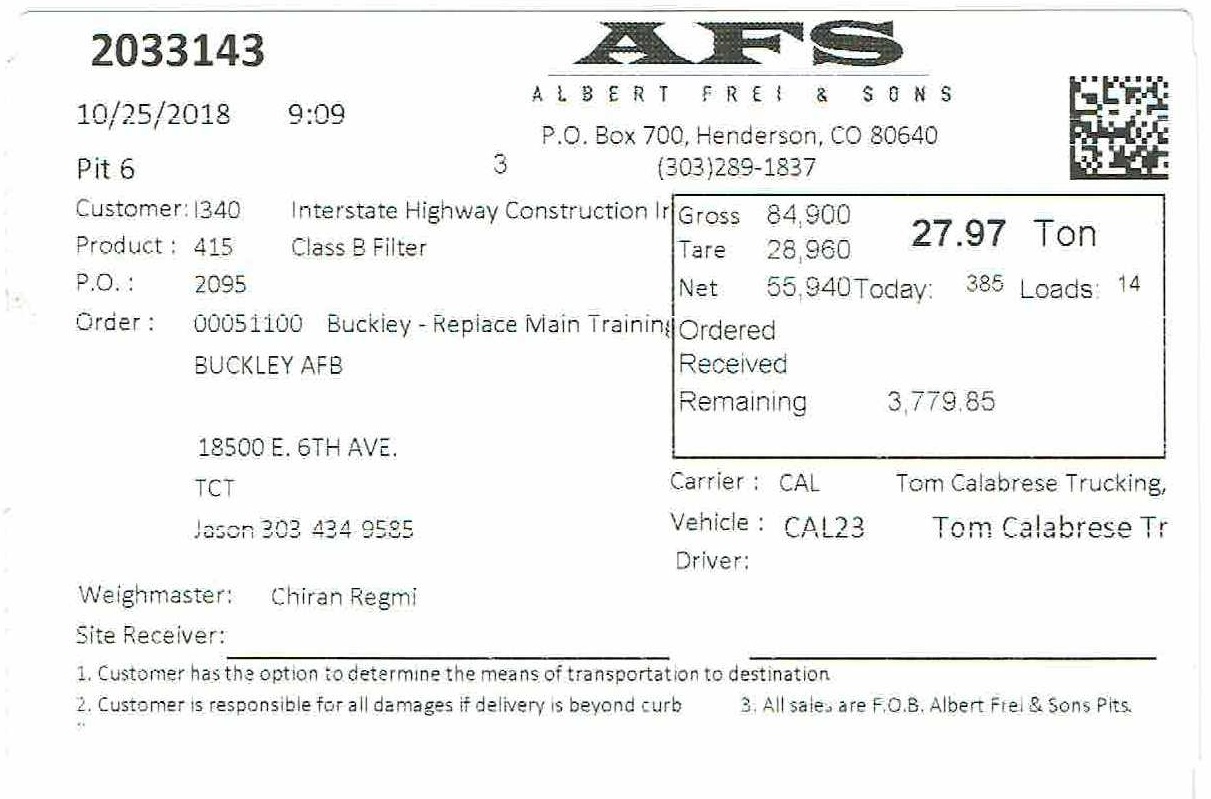 2033143
AFS
ALBERT FREI & SONS
10/25/2018 9:09
P.O. Box 700, Henderson, CO 80640
Pit 6 3 (303)289-1837
Customer: I340 Interstate Highway Construction Ir
Product : 415 Class B Filter
P.O. : 2095
Order : 00051100 Buckley - Replace Main Training
BUCKLEY AFB
18500 E. 6TH AVE.
TCT
Jason 303 434 9585
Gross 84,900 27.97 Ton
Tare 28,960
Net 55,940 Today: 385 Loads: 14
Ordered
Received
Remaining 3,779.85
Carrier : CAL Tom Calabrese Trucking,
Vehicle : CAL23 Tom Calabrese Tr
Driver:
Weighmaster: Chiran Regmi
Site Receiver:
1. Customer has the option to determine the means of transportation to destination
2. Customer is responsible for all damages if delivery is beyond curb 3. All sales are F.O.B. Albert Frei & Sons Pits.